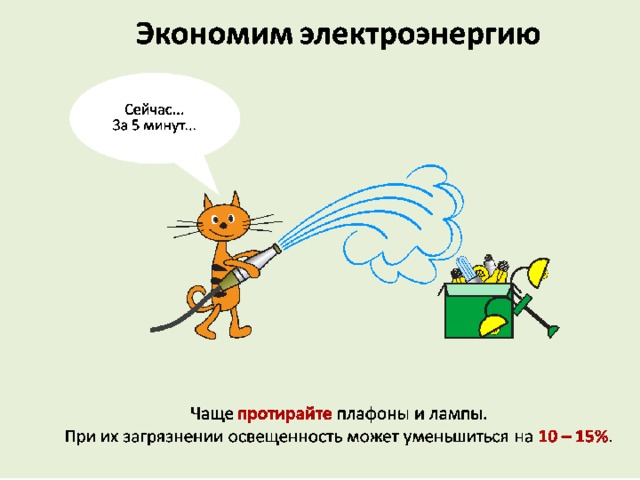 Экономим электроэнергию
Сейчас...
За 5 минут...
Чаще протирайте плафоны и лампы.
При их загрязнении освещенность может уменьшиться на 10 – 15%.